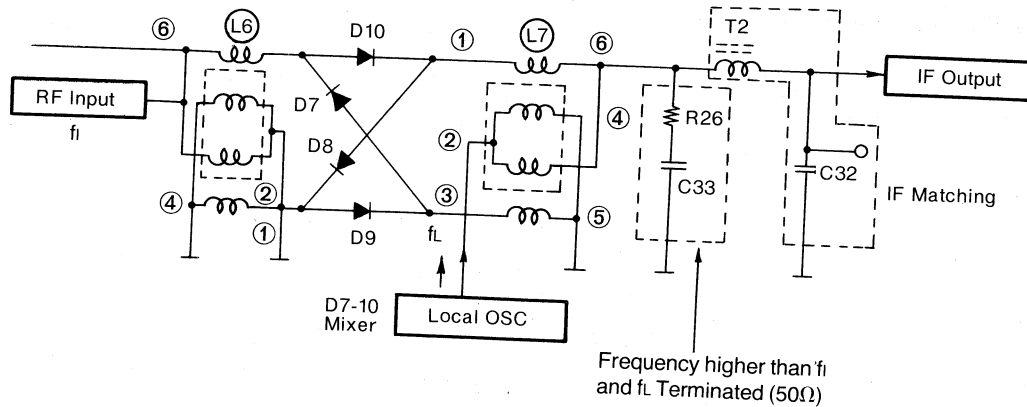 L6
L7
T2
D10
⑥
①
⑥
RF Input
fI
D7
D8
②
④
R26
C33
C32
IF Output
IF Matching
④
②
①
③
⑤
D9
fL
D7-10
Mixer
Local OSC
Frequency higher than fI
and fL Terminated (50Ω)